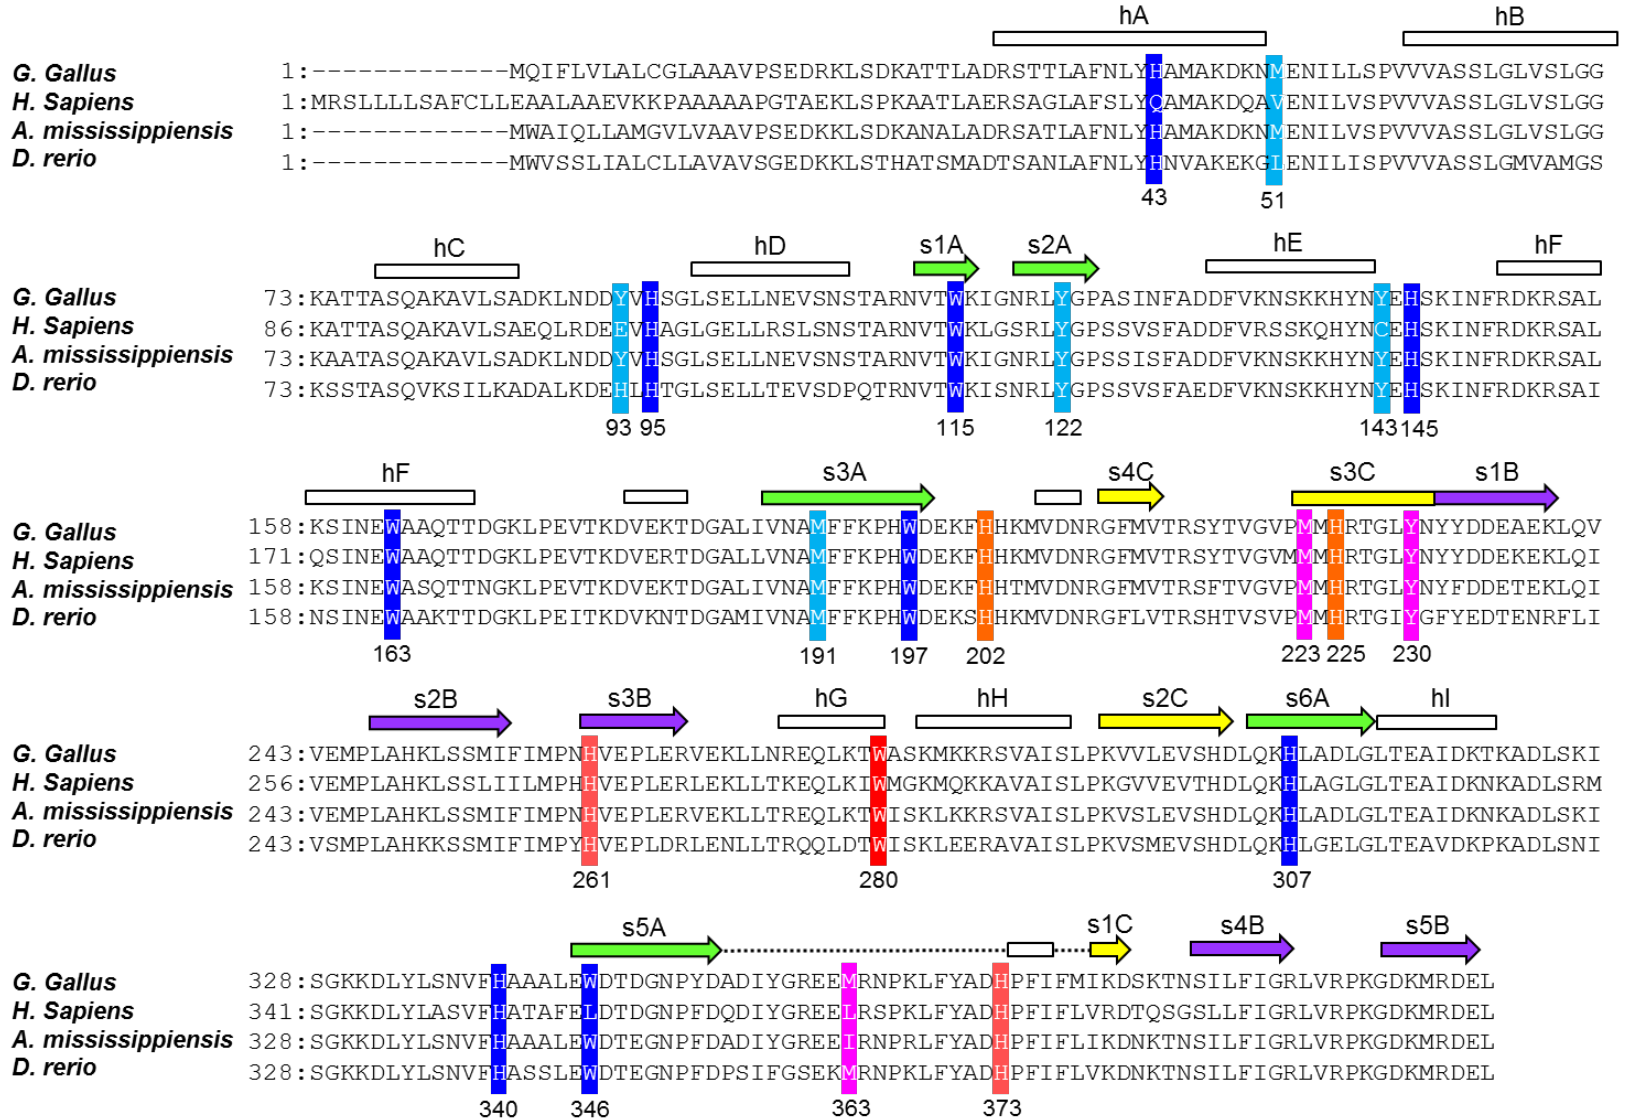 hA hB
G. Gallus 1:-------------MQIFLVLALCGLAAAVPSEDRKLSDKATTLADRSTTLAFNLYHAMAKDKNMENILLSPVVVASSLGLVSLGG
H. Sapiens 1:MRSLLLLSAFCLLEAALAAEVKKPAAAAAPGTAEKLSPKAATLAERSAGLAFSLYQAMAKDQAVENILVSPVVVASSLGLVSLGG
A. mississippiensis 1:-------------MWAIQLLAMGVLVAAVPSEDKKLSDKANALADRSATLAFNLYHAMAKDKNMENILVSPVVVASSLGLVSLGG
D. rerio 1:-------------MWVSSLIALCLLAVAVSGEDKKLSTHATSMADTSANLAFNLYHNVAKEKGLENILISPVVVASSLGMVAMGS
43 51
hC hD s1A s2A hE hF
G. Gallus 73:KATTASQAKAVLSADKLNDDYVHSGLSELLNEVSNSTARNVTWKIGNRLYGPASINFADDFVKNSKKHYNYEHSKINFRDKRSAL
H. Sapiens 86:KATTASQAKAVLSAEQLRDEEVHAGLGELLRSLSNSTARNVTWKLGSRLYGPSSVSFADDFVRSSKQHYNCEHSKINFRDKRSAL
A. mississippiensis 73:KAATASQAKAVLSADKLNDDYVHSGLSELLNEVSNSTARNVTWKIGNRLYGPSSISFADDFVKNSKKHYNYEHSKINFRDKRSAL
D. rerio 73:KSSTASQVKSILKADALKDEHLHTGLSELLTEVSDPQTRNVTWKISNRLYGPSSVSFAEDFVKNSKKHYNYEHSKINFRDKRSAI
93 95 115 122 143 145
hF s3A s4C s3C s1B
G. Gallus 158:KSINEWAAQTTDGKLPEVTKDVEKTDGALIVNAMFFKPHWDEKFHHKMVDNRGFMVTRSYTVGVPMMHRTGLYNYYDDEAEKLQV
H. Sapiens 171:QSINEWAAQTTDGKLPEVTKDVERTDGALLVNAMFFKPHWDEKFHHKMVDNRGFMVTRSYTVGVMMMHRTGLYNYYDDEKEKLQI
A. mississippiensis 158:KSINEWASQTTNGKLPEVTKDVEKTDGALIVNAMFFKPHWDEKFHHTMVDNRGFMVTRSFTVGVPMMHRTGLYNYFDDETEKLQI
D. rerio 158:NSINEWAAKTTDGKLPEITKDVKNTDGAMIVNAMFFKPHWDEKSHHKMVDNRGFLVTRSHTVSVPMMHRTGIYGFYEDTENRFLI
163 191 197 202 223 225 230
s2B s3B hG hH s2C s6A hI
G. Gallus 243:VEMPLAHKLSSMIFIMPNHVEPLERVEKLLNREQLKTWASKMKKRSVAISLPKVVLEVSHDLQKHLADLGLTEAIDKTKADLSKI
H. Sapiens 256:VEMPLAHKLSSLIILMPHHVEPLERLEKLLTKEQLKIWMGKMQKKAVAISLPKGVVEVTHDLQKHLAGLGLTEAIDKNKADLSRM
A. mississippiensis 243:VEMPLAHKLSSMIFIMPNHVEPLERVEKLLTREQLKTWISKLKKRSVAISLPKVSLEVSHDLQKHLADLGLTEAIDKNKADLSKI
D. rerio 243:VSMPLAHKKSSMIFIMPYHVEPLDRLENLLTRQQLDTWISKLEERAVAISLPKVSMEVSHDLQKHLGELGLTEAVDKPKADLSNI
261 280 307
s5A s1C s4B s5B
G. Gallus 328:SGKKDLYLSNVFHAAALEWDTDGNPYDADIYGREEMRNPKLFYADHPFIFMIKDSKTNSILFIGRLVRPKGDKMRDEL
H. Sapiens 341:SGKKDLYLASVFHATAFELDTDGNPFDQDIYGREELRSPKLFYADHPFIFLVRDTQSGSLLFIGRLVRPKGDKMRDEL
A. mississippiensis 328:SGKKDLYLSNVFHAAALEWDTEGNPFDADIYGREEIRNPRLFYADHPFIFLIKDNKTNSILFIGRLVRPKGDKMRDEL
D. rerio 328:SGKKDLYLSNVFHASSLEWDTEGNPFDPSIFGSEKMRNPKLFYADHPFIFLVKDNKTNSILFIGRLVRPKGDKMRDEL
340 346 363 373